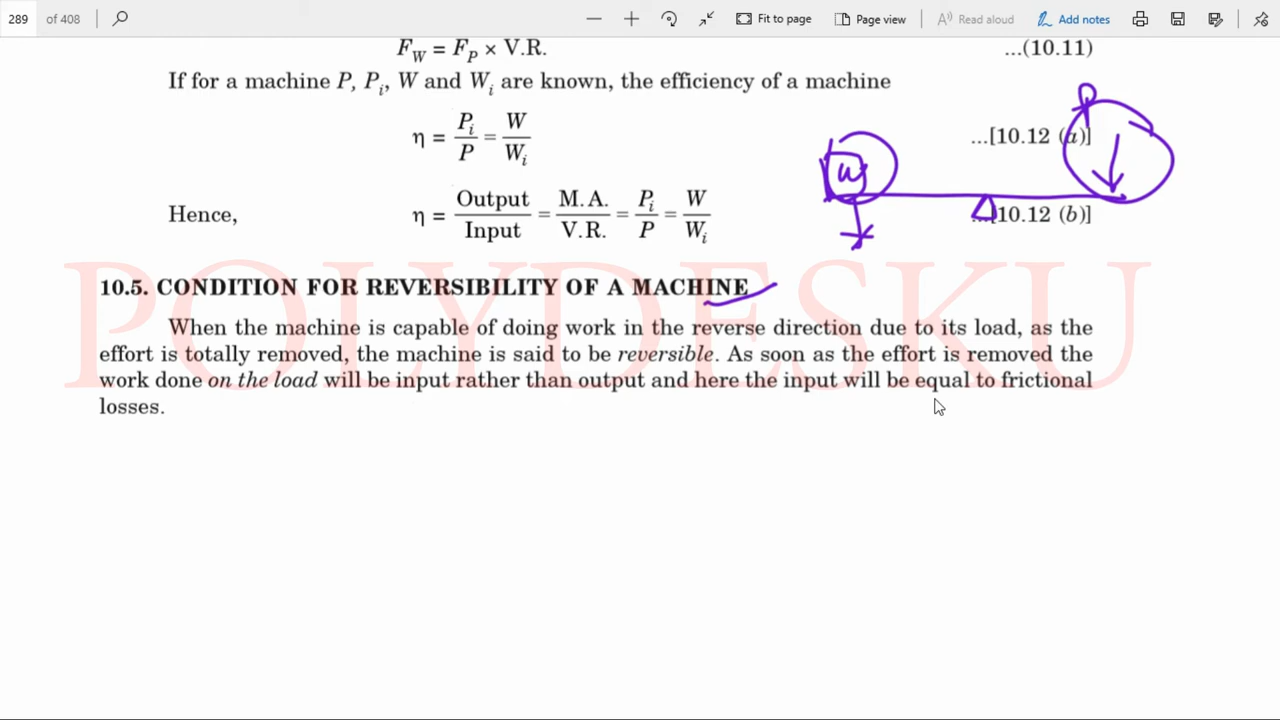 289 of 408 Fit to page Page view Read aloud Add notes
F_W = F_P × V.R. ...(10.11)
If for a machine P, P_i, W and W_i are known, the efficiency of a machine
η = P_i/P = W/W_i ...[10.12 (a)]
P
W
Hence, η = Output/Input = M.A./V.R. = P_i/P = W/W_i ...[10.12 (b)]
10.5. CONDITION FOR REVERSIBILITY OF A MACHINE
POLYDESKU
When the machine is capable of doing work in the reverse direction due to its load, as the
effort is totally removed, the machine is said to be reversible. As soon as the effort is removed the
work done on the load will be input rather than output and here the input will be equal to frictional
losses.